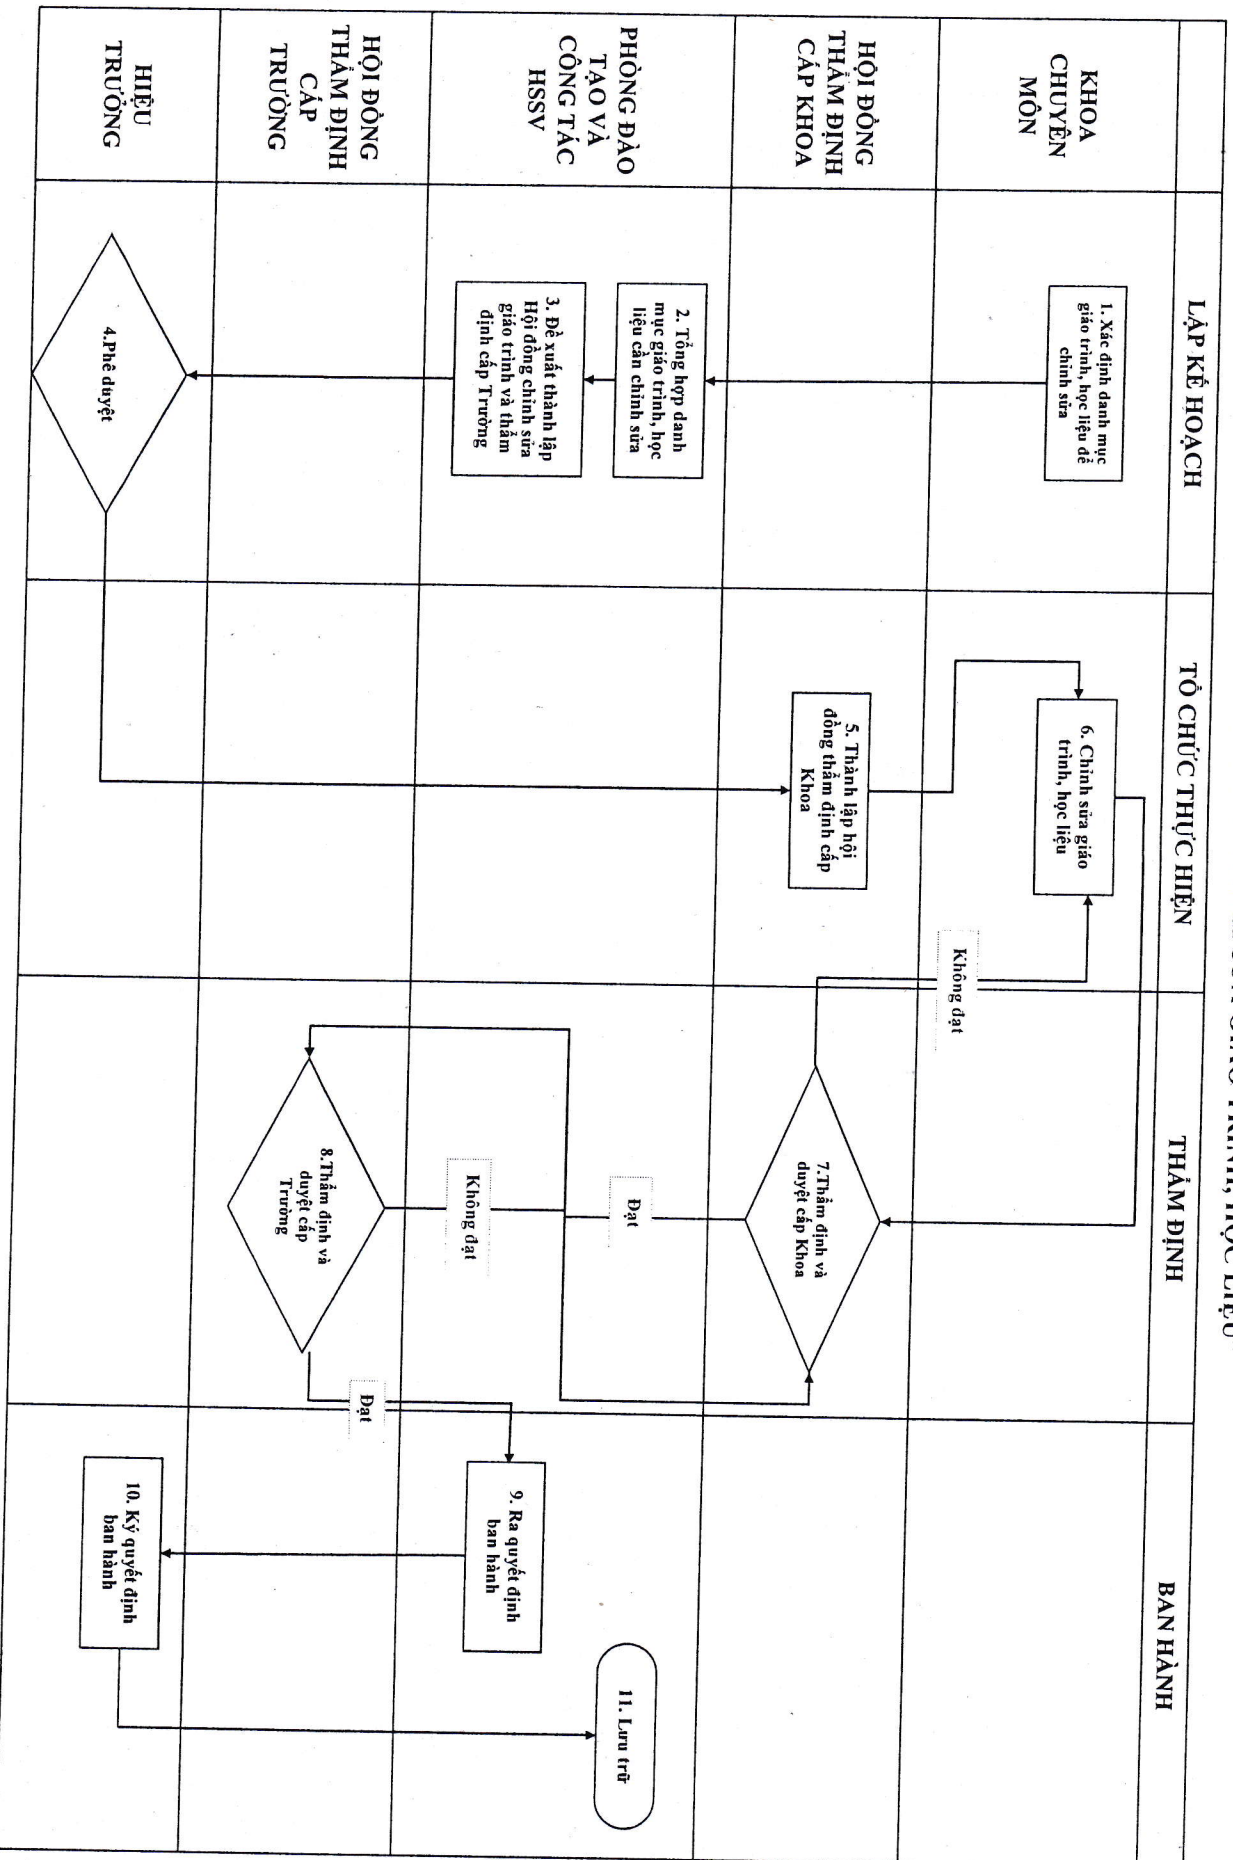 GIÁO TRÌNH, HỌC LIỆU
LẬP KẾ HOẠCH
TỔ CHỨC THỰC HIỆN
THẨM ĐỊNH
BAN HÀNH
KHOA
CHUYÊN
MÔN
1. Xác định danh mục
giáo trình, học liệu để
chỉnh sửa
6. Chỉnh sửa giáo
trình, học liệu
Không đạt
HỘI ĐỒNG
THẨM ĐỊNH
CẤP KHOA
5. Thành lập hội
đồng thẩm định cấp
Khoa
7.Thẩm định và
duyệt cấp Khoa
PHÒNG ĐÀO
TẠO VÀ
CÔNG TÁC
HSSV
2. Tổng hợp danh
mục giáo trình, học
liệu cần chỉnh sửa
3. Đề xuất thành lập
Hội đồng chỉnh sửa
giáo trình và thẩm
định cấp Trường
Đạt
Không đạt
9. Ra quyết định
ban hành
11. Lưu trữ
HỘI ĐỒNG
THẨM ĐỊNH
CẤP
TRƯỜNG
8.Thẩm định và
duyệt cấp
Trường
Đạt
HIỆU
TRƯỞNG
4.Phê duyệt
10. Ký quyết định
ban hành